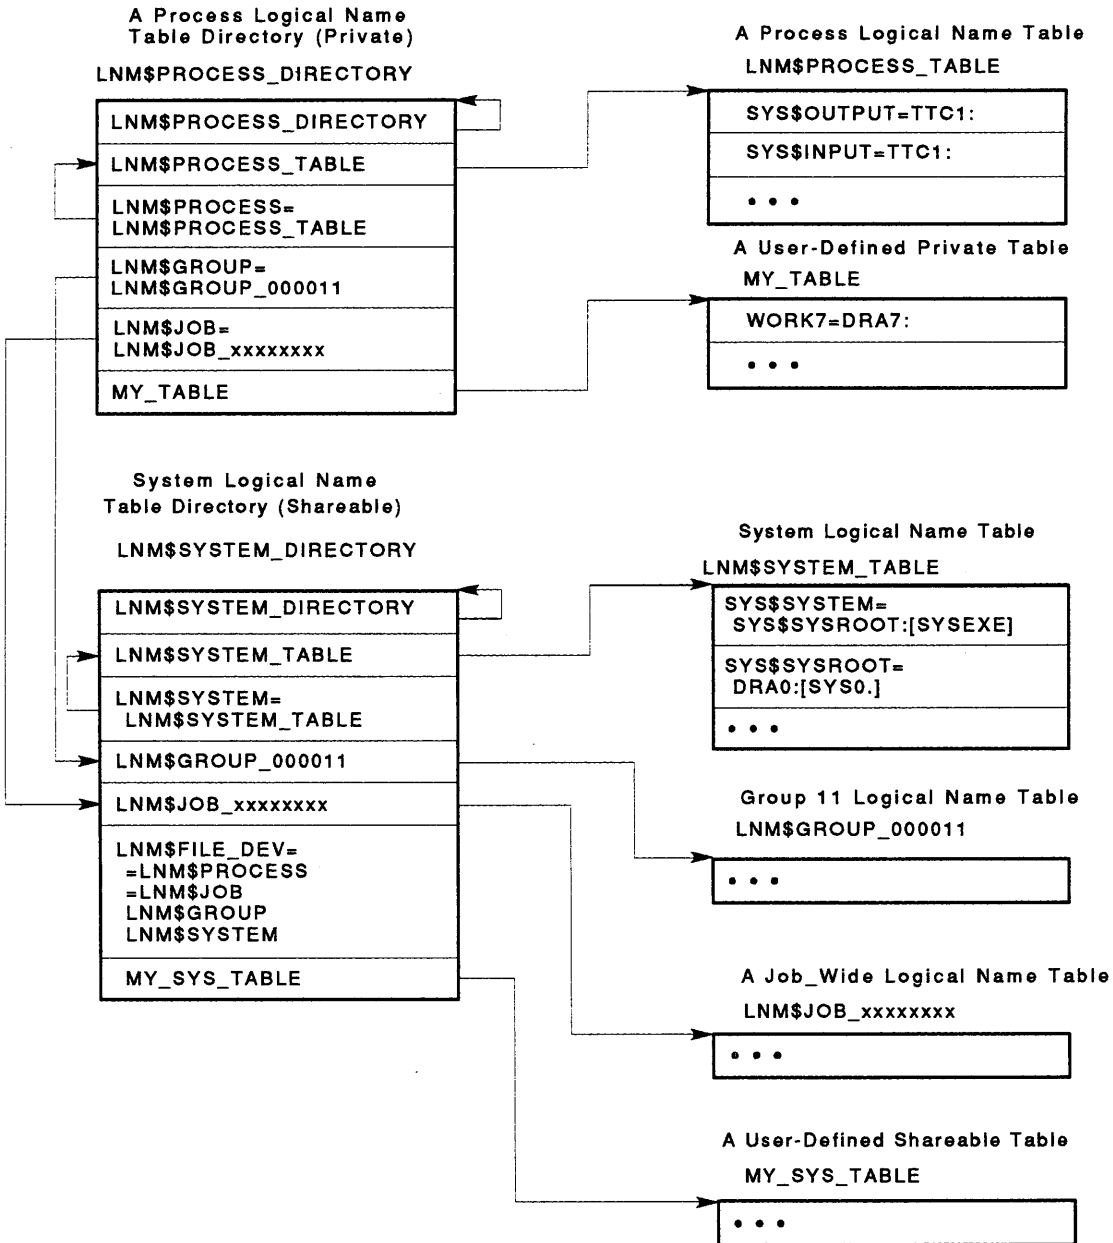 A Process Logical Name
Table Directory (Private)
LNM$PROCESS_DIRECTORY
LNM$PROCESS_DIRECTORY
LNM$PROCESS_TABLE
LNM$PROCESS=
LNM$PROCESS_TABLE
LNM$GROUP=
LNM$GROUP_000011
LNM$JOB=
LNM$JOB_xxxxxxxx
MY_TABLE
A Process Logical Name Table
LNM$PROCESS_TABLE
SYS$OUTPUT=TTC1:
SYS$INPUT=TTC1:
• • •
A User-Defined Private Table
MY_TABLE
WORK7=DRA7:
• • •
System Logical Name
Table Directory (Shareable)
LNM$SYSTEM_DIRECTORY
LNM$SYSTEM_DIRECTORY
LNM$SYSTEM_TABLE
LNM$SYSTEM=
LNM$SYSTEM_TABLE
LNM$GROUP_000011
LNM$JOB_xxxxxxxx
LNM$FILE_DEV=
=LNM$PROCESS
=LNM$JOB
LNM$GROUP
LNM$SYSTEM
MY_SYS_TABLE
System Logical Name Table
LNM$SYSTEM_TABLE
SYS$SYSTEM=
SYS$SYSROOT:[SYSEXE]
SYS$SYSROOT=
DRA0:[SYS0.]
• • •
Group 11 Logical Name Table
LNM$GROUP_000011
• • •
A Job_Wide Logical Name Table
LNM$JOB_xxxxxxxx
• • •
A User-Defined Shareable Table
MY_SYS_TABLE
• • •